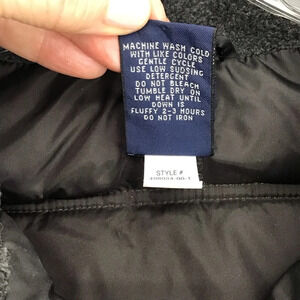 MACHINE WASH COLD
WITH LIKE COLORS
GENTLE CYCLE
USE LOW SUDSING
DETERGENT
DO NOT BLEACH
TUMBLE DRY ON
LOW HEAT UNTIL
DOWN IS
FLUFFY 2-3 HOURS
DO NOT IRON
STYLE #